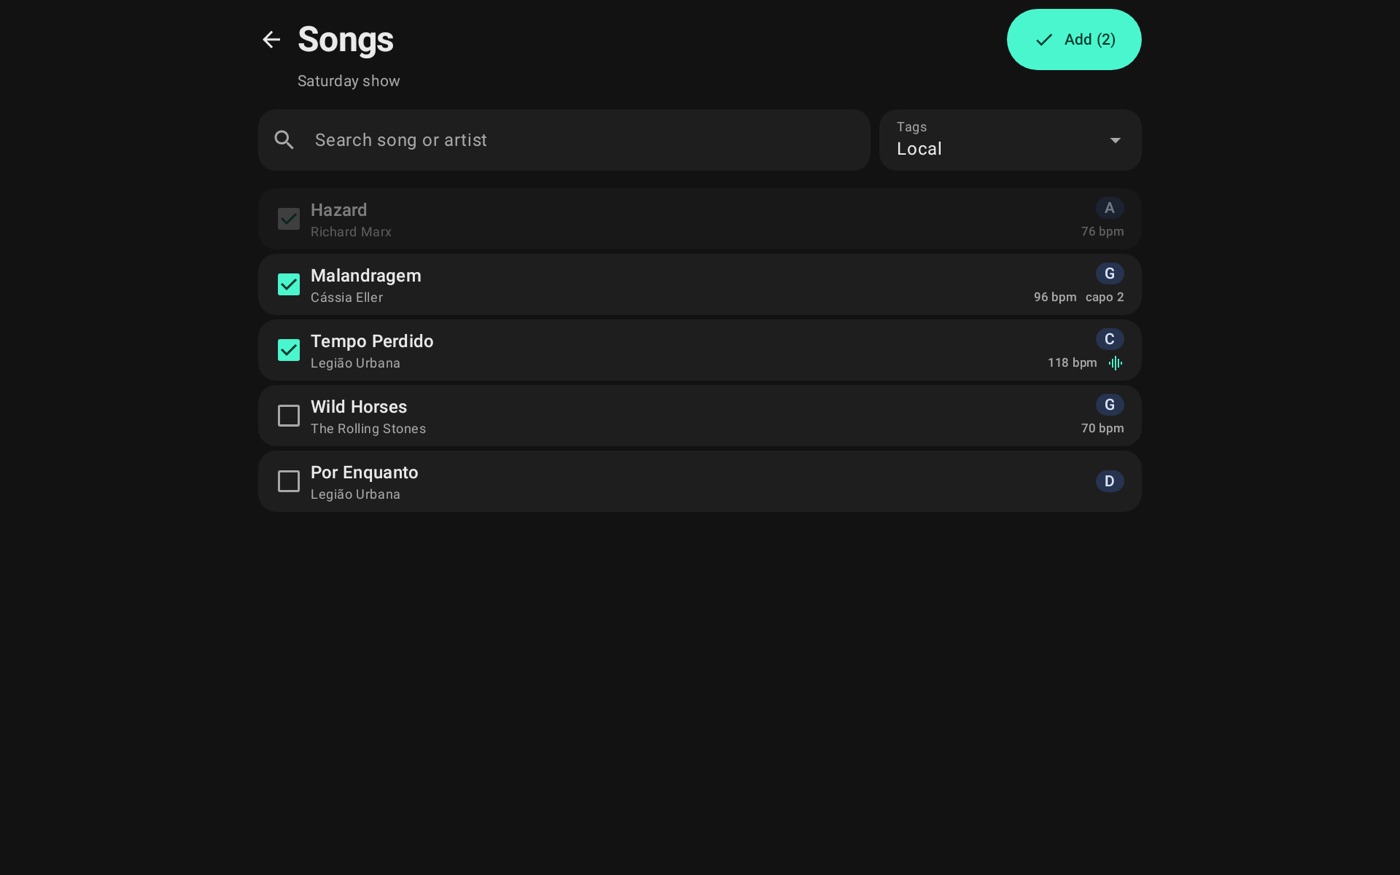 Songs
Add (2)
Saturday show
Search song or artist
Tags
Local
Hazard
A
Richard Marx
76 bpm
Malandragem
G
Cássia Eller
96 bpm capo 2
Tempo Perdido
C
Legião Urbana
118 bpm
Wild Horses
G
The Rolling Stones
70 bpm
Por Enquanto
D
Legião Urbana